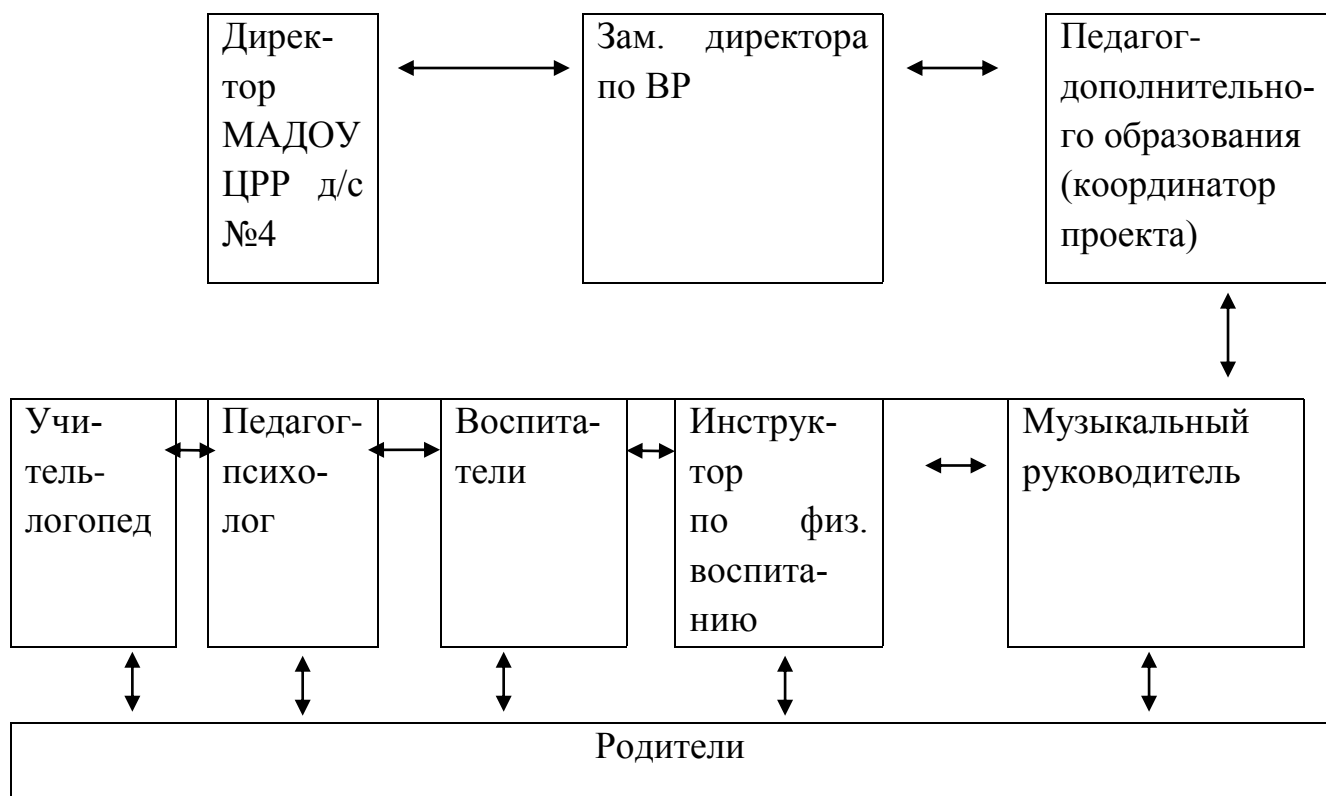 Дирек-
тор
МАДОУ
ЦРР д/с
№4
Зам. директора
по ВР
Педагог-
дополнительно-
го образования
(координатор
проекта)
Учи-
тель-
логопед
Педагог-
психо-
лог
Воспита-
тели
Инструк-
тор
по физ.
воспита-
нию
Музыкальный
руководитель
Родители